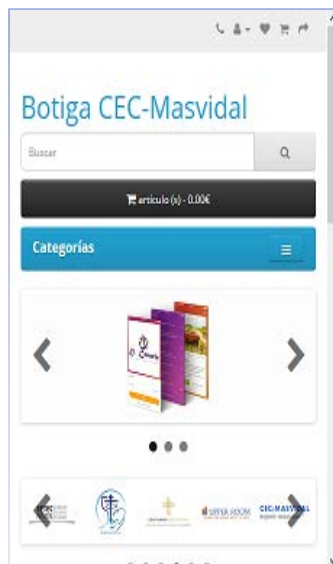 Botiga CEC-Masvidal
Buscar
artículo (s) - 0.00€
Categorías
UPPER ROOM
CEC-MASVIDAL